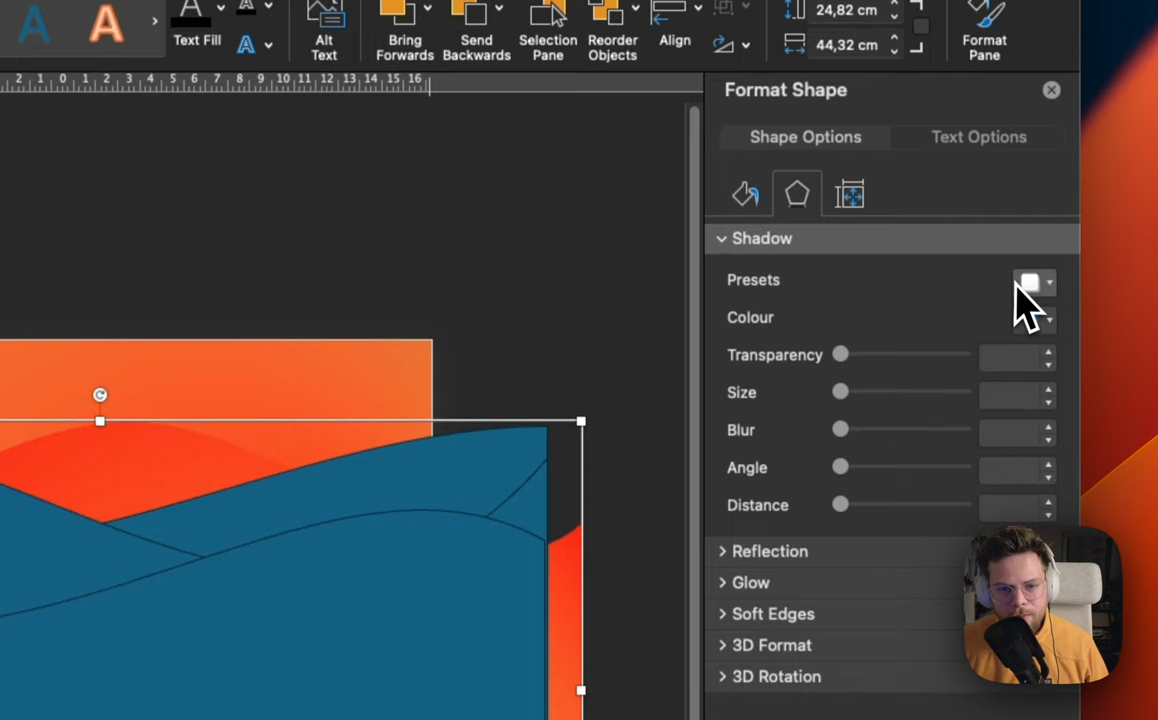 A A
Text Fill
A
A
Alt
Text
Bring
Forwards
Send
Backwards
Selection
Pane
Reorder
Objects
Align
24,82 cm
44,32 cm
Format
Pane
2 1 0 1 2 3 4 5 6 7 8 9 10 11 12 13 14 15 16
Format Shape
Shape Options Text Options
Shadow
Presets
Colour
Transparency
Size
Blur
Angle
Distance
Reflection
Glow
Soft Edges
3D Format
3D Rotation